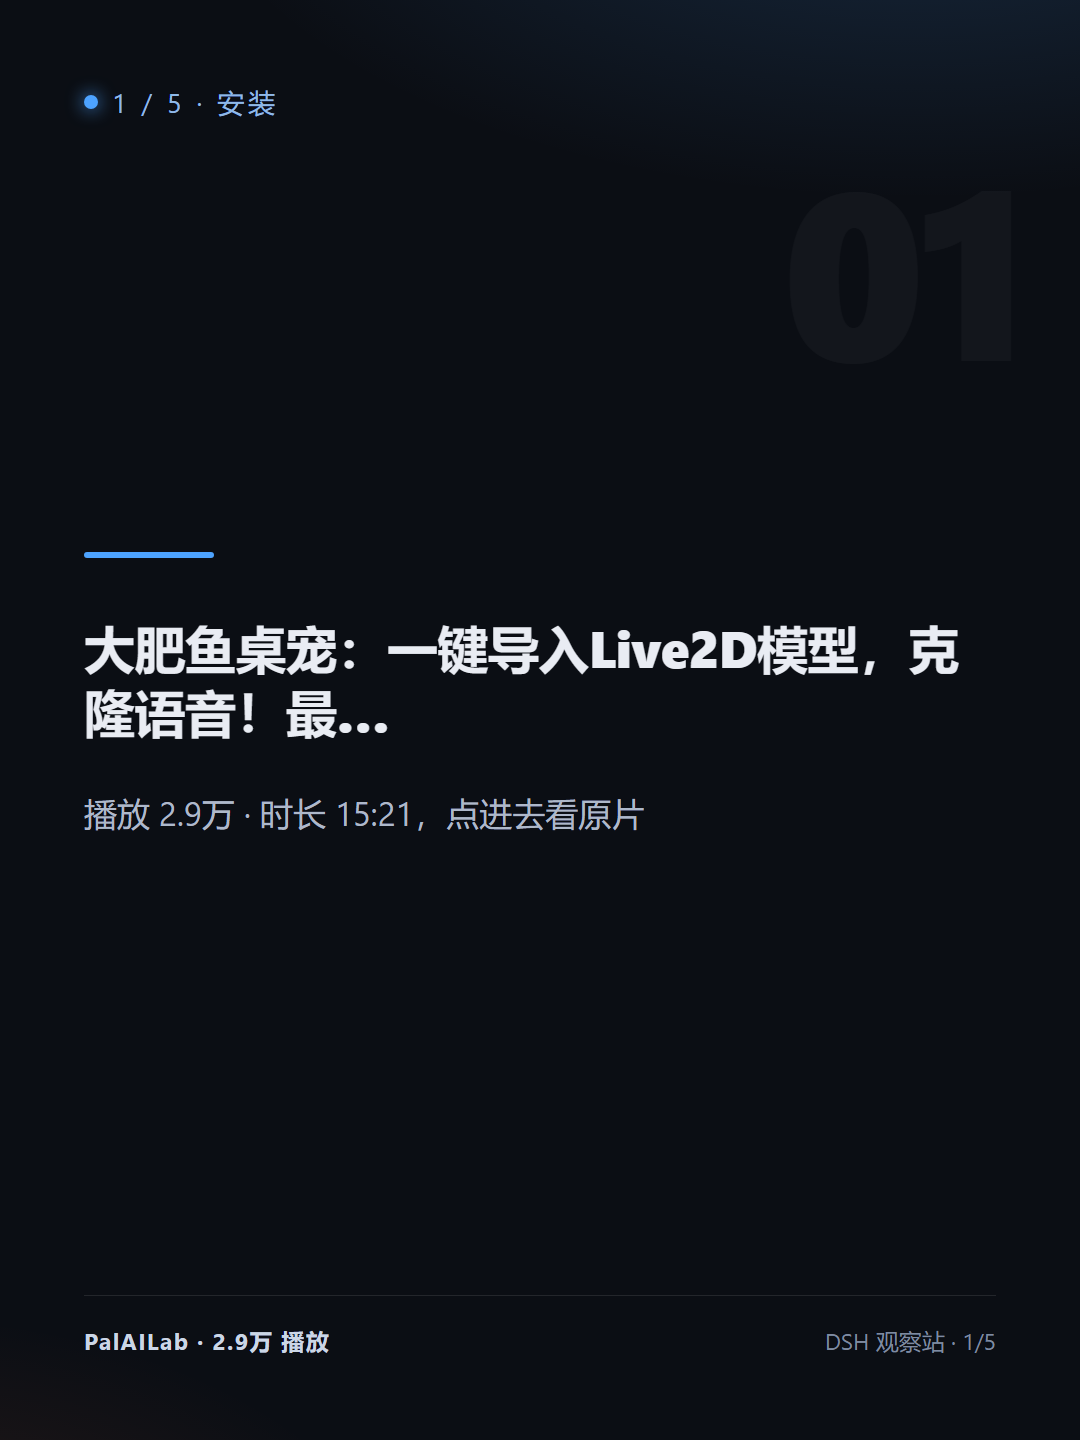 1 / 5 · 安装
01
大肥鱼桌宠：一键导入Live2D模型，克
隆语音！最...
播放 2.9万 · 时长 15:21，点进去看原片
PalAILab · 2.9万 播放
DSH 观察站 · 1/5